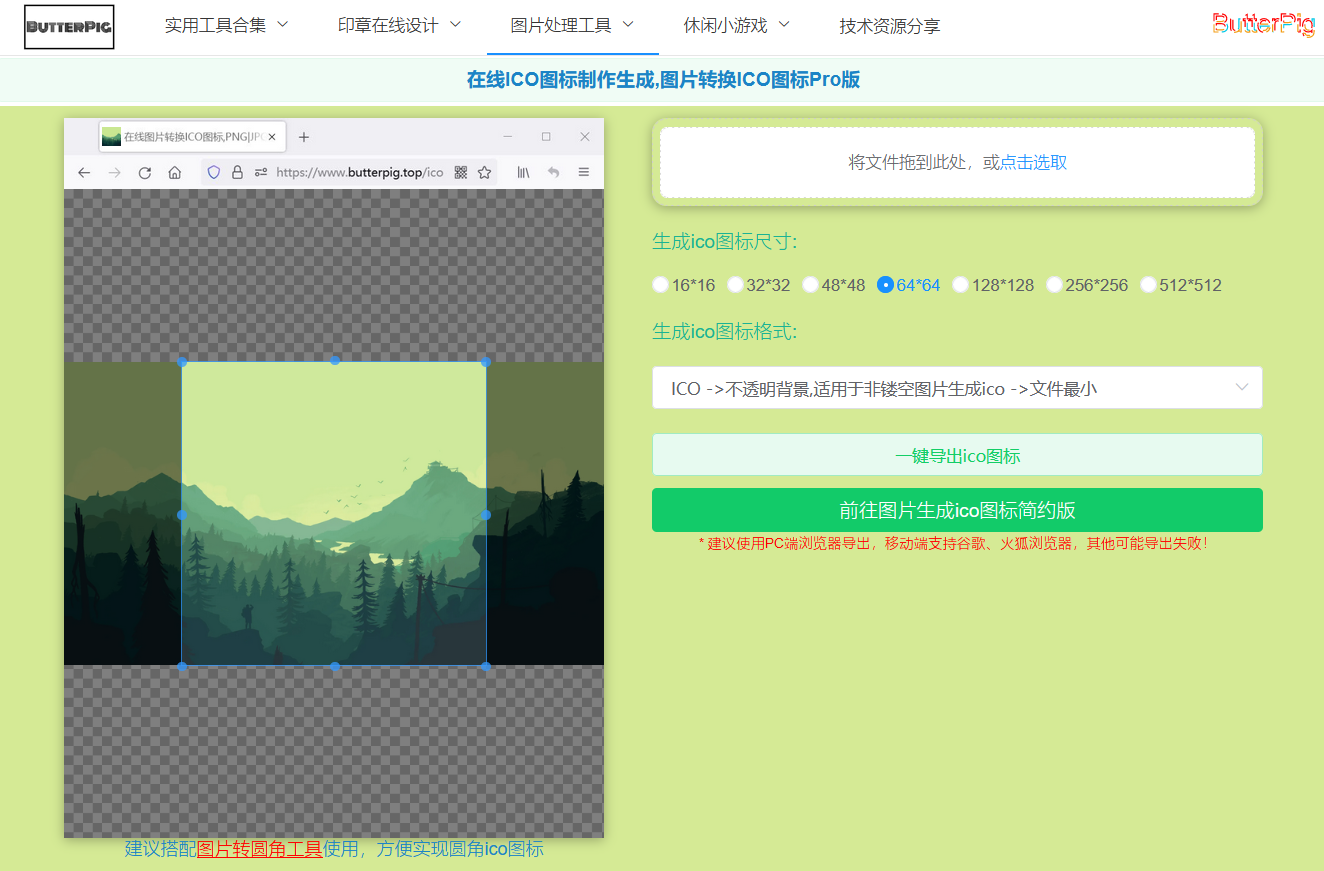 ButterPig
实用工具合集
印章在线设计
图片处理工具
休闲小游戏
技术资源分享
ButterPig
在线ICO图标制作生成,图片转换ICO图标Pro版
在线图片转换ICO图标,PNG|JPG
https://www.butterpig.top/ico
将文件拖到此处，或点击选取
生成ico图标尺寸:
16*16 32*32 48*48 64*64 128*128 256*256 512*512
生成ico图标格式:
ICO ->不透明背景,适用于非镂空图片生成ico ->文件最小
一键导出ico图标
前往图片生成ico图标简约版
* 建议使用PC端浏览器导出，移动端支持谷歌、火狐浏览器，其他可能导出失败！
建议搭配图片转圆角工具使用，方便实现圆角ico图标